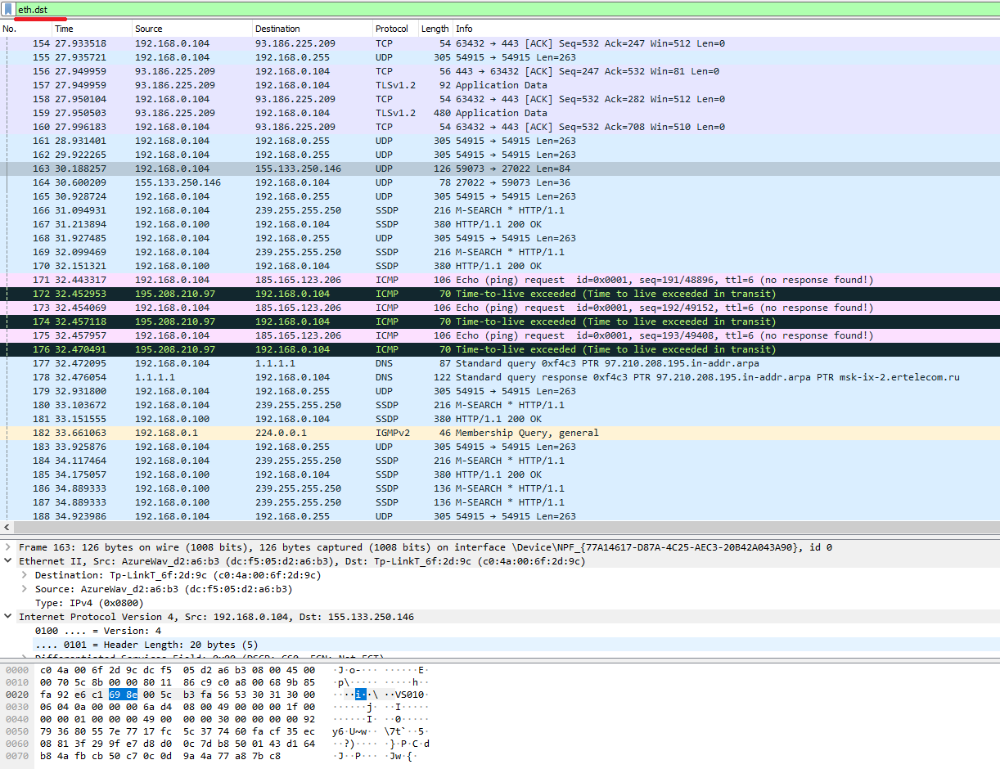 eth.dst
No. Time Source Destination Protocol Length Info
154 27.933518 192.168.0.104 93.186.225.209 TCP 54 63432 → 443 [ACK] Seq=532 Ack=247 Win=512 Len=0
155 27.935721 192.168.0.104 192.168.0.255 UDP 305 54915 → 54915 Len=263
156 27.949959 93.186.225.209 192.168.0.104 TCP 56 443 → 63432 [ACK] Seq=247 Ack=532 Win=81 Len=0
157 27.949959 93.186.225.209 192.168.0.104 TLSv1.2 92 Application Data
158 27.950104 192.168.0.104 93.186.225.209 TCP 54 63432 → 443 [ACK] Seq=532 Ack=282 Win=512 Len=0
159 27.950503 93.186.225.209 192.168.0.104 TLSv1.2 480 Application Data
160 27.996183 192.168.0.104 93.186.225.209 TCP 54 63432 → 443 [ACK] Seq=532 Ack=708 Win=510 Len=0
161 28.931401 192.168.0.104 192.168.0.255 UDP 305 54915 → 54915 Len=263
162 29.922265 192.168.0.104 192.168.0.255 UDP 305 54915 → 54915 Len=263
163 30.188257 192.168.0.104 155.133.250.146 UDP 126 59073 → 27022 Len=84
164 30.600209 155.133.250.146 192.168.0.104 UDP 78 27022 → 59073 Len=36
165 30.928724 192.168.0.104 192.168.0.255 UDP 305 54915 → 54915 Len=263
166 31.094931 192.168.0.104 239.255.255.250 SSDP 216 M-SEARCH * HTTP/1.1
167 31.213894 192.168.0.100 192.168.0.104 SSDP 380 HTTP/1.1 200 OK
168 31.927485 192.168.0.104 192.168.0.255 UDP 305 54915 → 54915 Len=263
169 32.099469 192.168.0.104 239.255.255.250 SSDP 216 M-SEARCH * HTTP/1.1
170 32.151321 192.168.0.100 192.168.0.104 SSDP 380 HTTP/1.1 200 OK
171 32.443317 192.168.0.104 185.165.123.206 ICMP 106 Echo (ping) request id=0x0001, seq=191/48896, ttl=6 (no response found!)
172 32.452953 195.208.210.97 192.168.0.104 ICMP 70 Time-to-live exceeded (Time to live exceeded in transit)
173 32.454069 192.168.0.104 185.165.123.206 ICMP 106 Echo (ping) request id=0x0001, seq=192/49152, ttl=6 (no response found!)
174 32.457118 195.208.210.97 192.168.0.104 ICMP 70 Time-to-live exceeded (Time to live exceeded in transit)
175 32.457957 192.168.0.104 185.165.123.206 ICMP 106 Echo (ping) request id=0x0001, seq=193/49408, ttl=6 (no response found!)
176 32.470491 195.208.210.97 192.168.0.104 ICMP 70 Time-to-live exceeded (Time to live exceeded in transit)
177 32.472095 192.168.0.104 1.1.1.1 DNS 87 Standard query 0xf4c3 PTR 97.210.208.195.in-addr.arpa
178 32.476054 1.1.1.1 192.168.0.104 DNS 122 Standard query response 0xf4c3 PTR 97.210.208.195.in-addr.arpa PTR msk-ix-2.ertelecom.ru
179 32.931800 192.168.0.104 192.168.0.255 UDP 305 54915 → 54915 Len=263
180 33.103672 192.168.0.104 239.255.255.250 SSDP 216 M-SEARCH * HTTP/1.1
181 33.151555 192.168.0.100 192.168.0.104 SSDP 380 HTTP/1.1 200 OK
182 33.661063 192.168.0.1 224.0.0.1 IGMPv2 46 Membership Query, general
183 33.925876 192.168.0.104 192.168.0.255 UDP 305 54915 → 54915 Len=263
184 34.117464 192.168.0.104 239.255.255.250 SSDP 216 M-SEARCH * HTTP/1.1
185 34.175057 192.168.0.100 192.168.0.104 SSDP 380 HTTP/1.1 200 OK
186 34.889333 192.168.0.100 239.255.255.250 SSDP 136 M-SEARCH * HTTP/1.1
187 34.889333 192.168.0.100 239.255.255.250 SSDP 136 M-SEARCH * HTTP/1.1
188 34.923986 192.168.0.104 192.168.0.255 UDP 305 54915 → 54915 Len=263
Frame 163: 126 bytes on wire (1008 bits), 126 bytes captured (1008 bits) on interface \Device\NPF_{77A14617-D87A-4C25-AEC3-20B42A043A90}, id 0
Ethernet II, Src: AzureWav_d2:a6:b3 (dc:f5:05:d2:a6:b3), Dst: Tp-LinkT_6f:2d:9c (c0:4a:00:6f:2d:9c)
Destination: Tp-LinkT_6f:2d:9c (c0:4a:00:6f:2d:9c)
Source: AzureWav_d2:a6:b3 (dc:f5:05:d2:a6:b3)
Type: IPv4 (0x0800)
Internet Protocol Version 4, Src: 192.168.0.104, Dst: 155.133.250.146
0100 .... = Version: 4
.... 0101 = Header Length: 20 bytes (5)
Differentiated Services Field: 0x00 (DSCP: CS0, ECN: Not-ECT)
0000 c0 4a 00 6f 2d 9c dc f5 05 d2 a6 b3 08 00 45 00 ·J·o-··· ······E·
0010 00 70 5c 8b 00 00 80 11 86 c9 c0 a8 00 68 9b 85 ·p\····· ·····h··
0020 fa 92 e6 c1 69 8e 00 5c b3 fa 56 53 30 31 30 00 ····i··\ ··VS010·
0030 06 04 0a 00 00 00 6a d4 08 00 49 00 00 00 1f 00 ······j· ··I·····
0040 00 00 01 00 00 00 49 00 00 00 30 00 00 00 00 92 ······I· ··0·····
0050 79 36 80 55 7e 77 17 fc 5c 37 74 60 fa cf 35 ec y6·U~w·· \7t`··5·
0060 08 81 3f 29 9f e7 d8 d0 0c 7d b8 50 01 43 d1 64 ··?)···· ·}·P·C·d
0070 b8 4a fb cb 50 c7 0c 0d 9a 4a 77 a8 7b c8 ·J··P··· ·Jw·{·